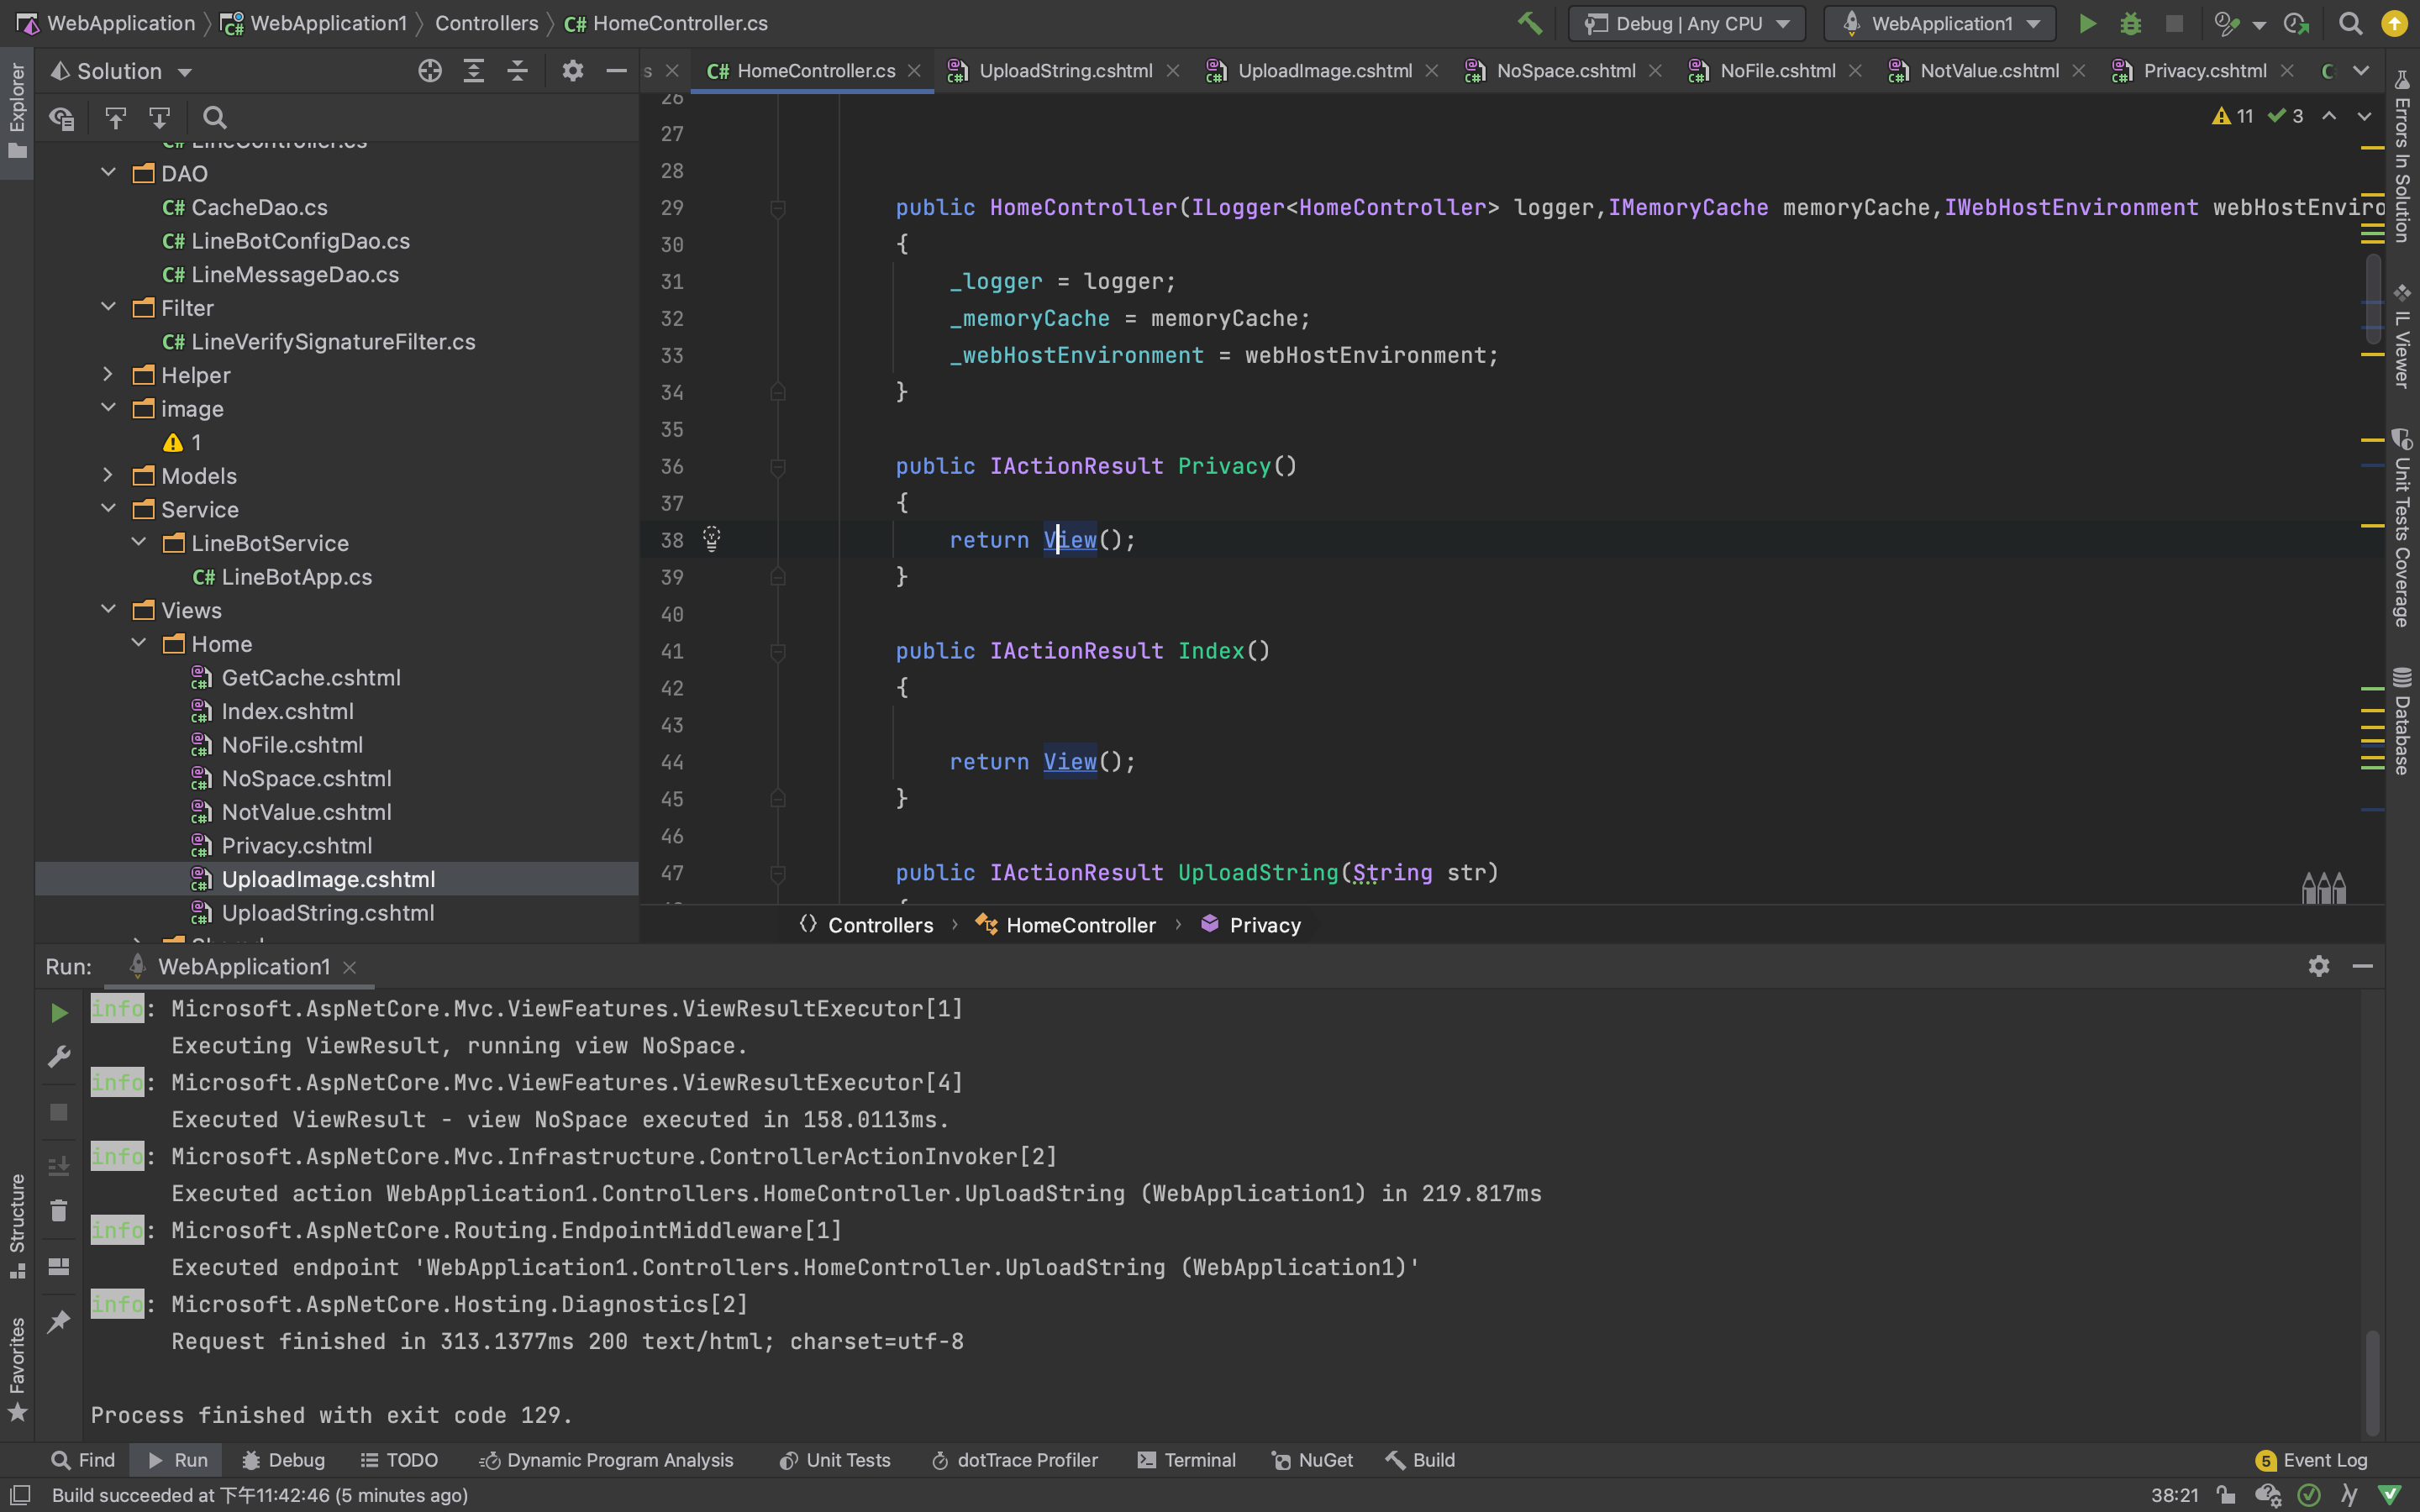 WebApplication WebApplication1 Controllers C# HomeController.cs Debug | Any CPU WebApplication1
Solution
s C# HomeController.cs UploadString.cshtml UploadImage.cshtml NoSpace.cshtml NoFile.cshtml NotValue.cshtml Privacy.cshtml C
Explorer
LineController.cs
DAO
C# CacheDao.cs
C# LineBotConfigDao.cs
C# LineMessageDao.cs
Filter
C# LineVerifySignatureFilter.cs
Helper
image
1
Models
Service
LineBotService
C# LineBotApp.cs
Views
Home
GetCache.cshtml
Index.cshtml
NoFile.cshtml
NoSpace.cshtml
NotValue.cshtml
Privacy.cshtml
UploadImage.cshtml
UploadString.cshtml
Shared
11 3
26
27
28
29 public HomeController(ILogger<HomeController> logger,IMemoryCache memoryCache,IWebHostEnvironment webHostEnviro
30 {
31 _logger = logger;
32 _memoryCache = memoryCache;
33 _webHostEnvironment = webHostEnvironment;
34 }
35
36 public IActionResult Privacy()
37 {
38 return View();
39 }
40
41 public IActionResult Index()
42 {
43
44 return View();
45 }
46
47 public IActionResult UploadString(String str)
{
Controllers HomeController Privacy
Errors In Solution
IL Viewer
Unit Tests Coverage
Database
Run: WebApplication1
info: Microsoft.AspNetCore.Mvc.ViewFeatures.ViewResultExecutor[1]
Executing ViewResult, running view NoSpace.
info: Microsoft.AspNetCore.Mvc.ViewFeatures.ViewResultExecutor[4]
Executed ViewResult - view NoSpace executed in 158.0113ms.
info: Microsoft.AspNetCore.Mvc.Infrastructure.ControllerActionInvoker[2]
Executed action WebApplication1.Controllers.HomeController.UploadString (WebApplication1) in 219.817ms
info: Microsoft.AspNetCore.Routing.EndpointMiddleware[1]
Executed endpoint 'WebApplication1.Controllers.HomeController.UploadString (WebApplication1)'
info: Microsoft.AspNetCore.Hosting.Diagnostics[2]
Request finished in 313.1377ms 200 text/html; charset=utf-8
Process finished with exit code 129.
Structure
Favorites
Find Run Debug TODO Dynamic Program Analysis Unit Tests dotTrace Profiler Terminal NuGet Build 5 Event Log
Build succeeded at 下午11:42:46 (5 minutes ago) 38:21